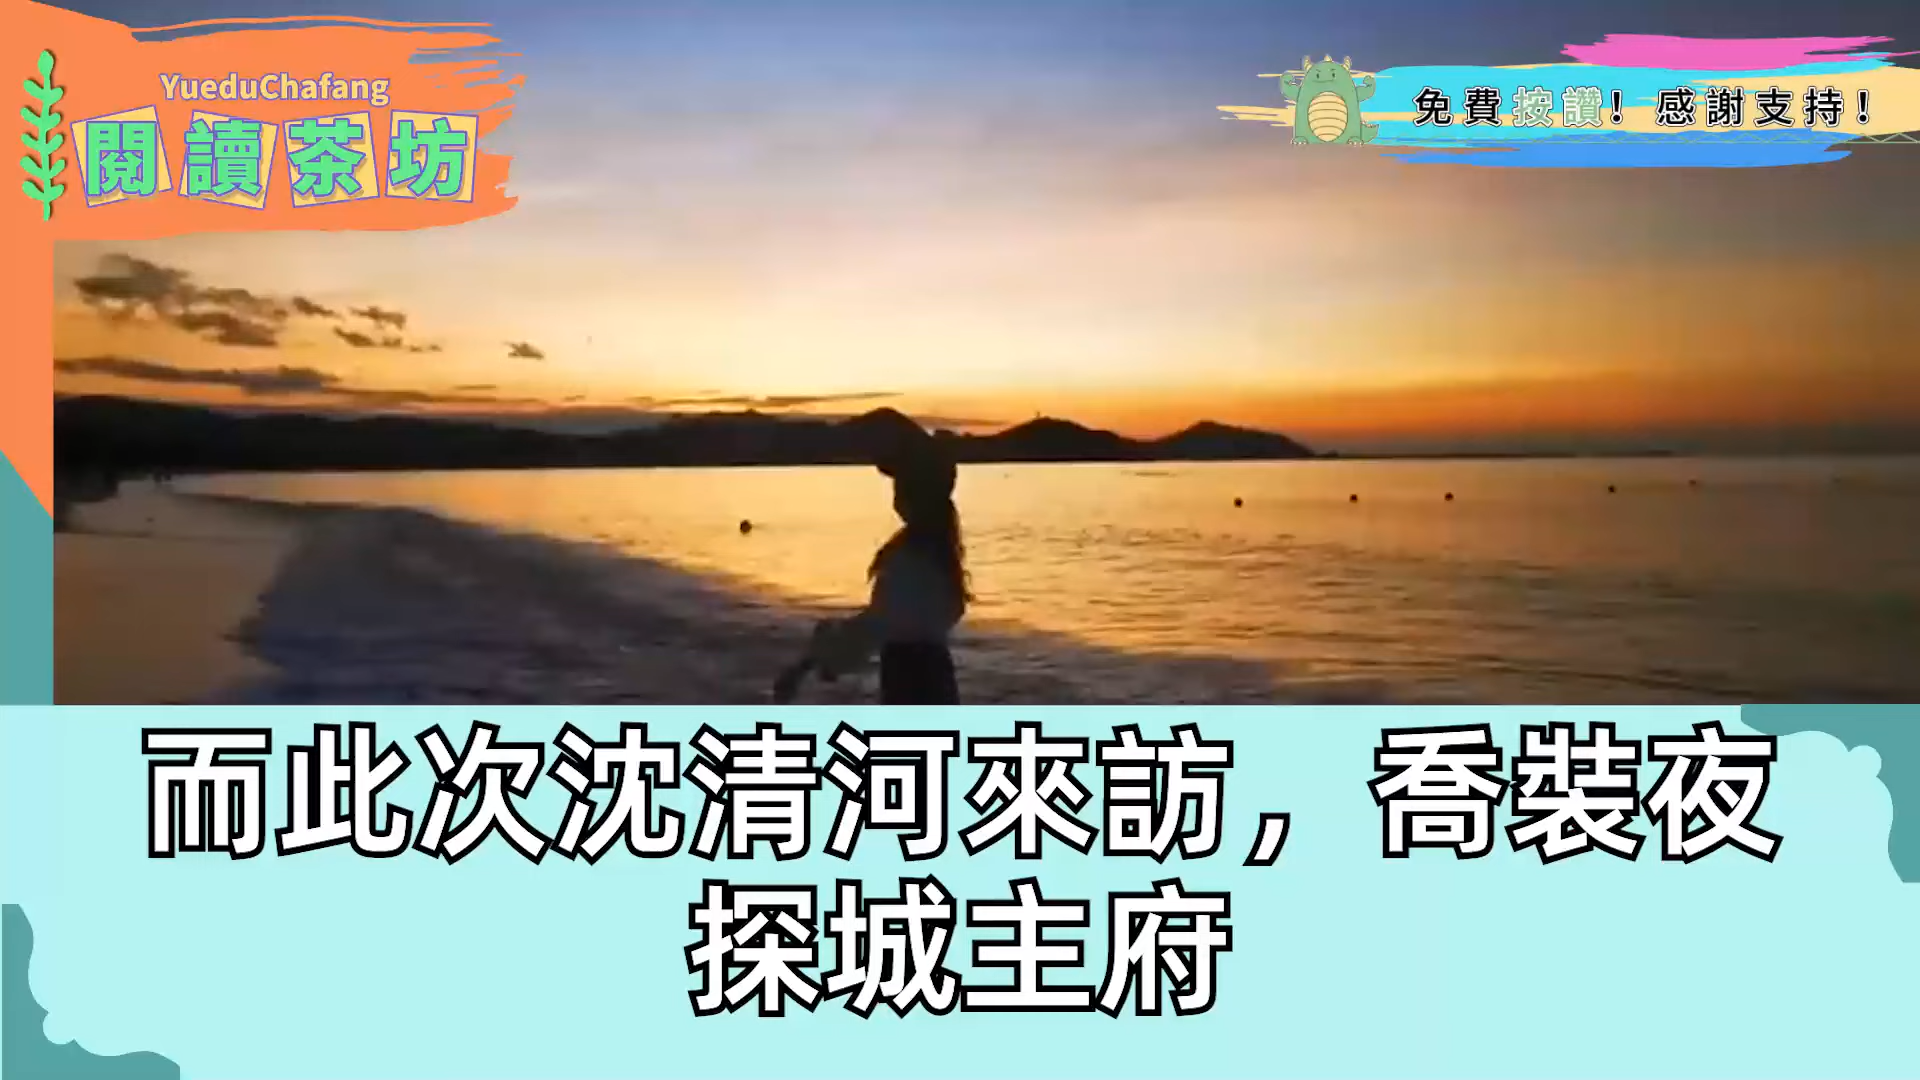 YueduChafang
閱讀茶坊
免費按讚！感謝支持！
而此次沈清河來訪，喬裝夜
探城主府